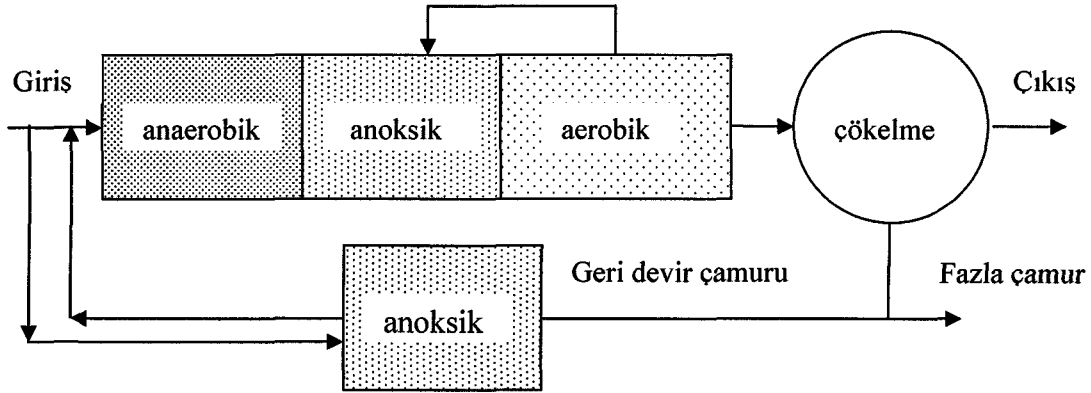 Giriş
anaerobik
anoksik
aerobik
çökelme
Çıkış
anoksik
Geri devir çamuru
Fazla çamur